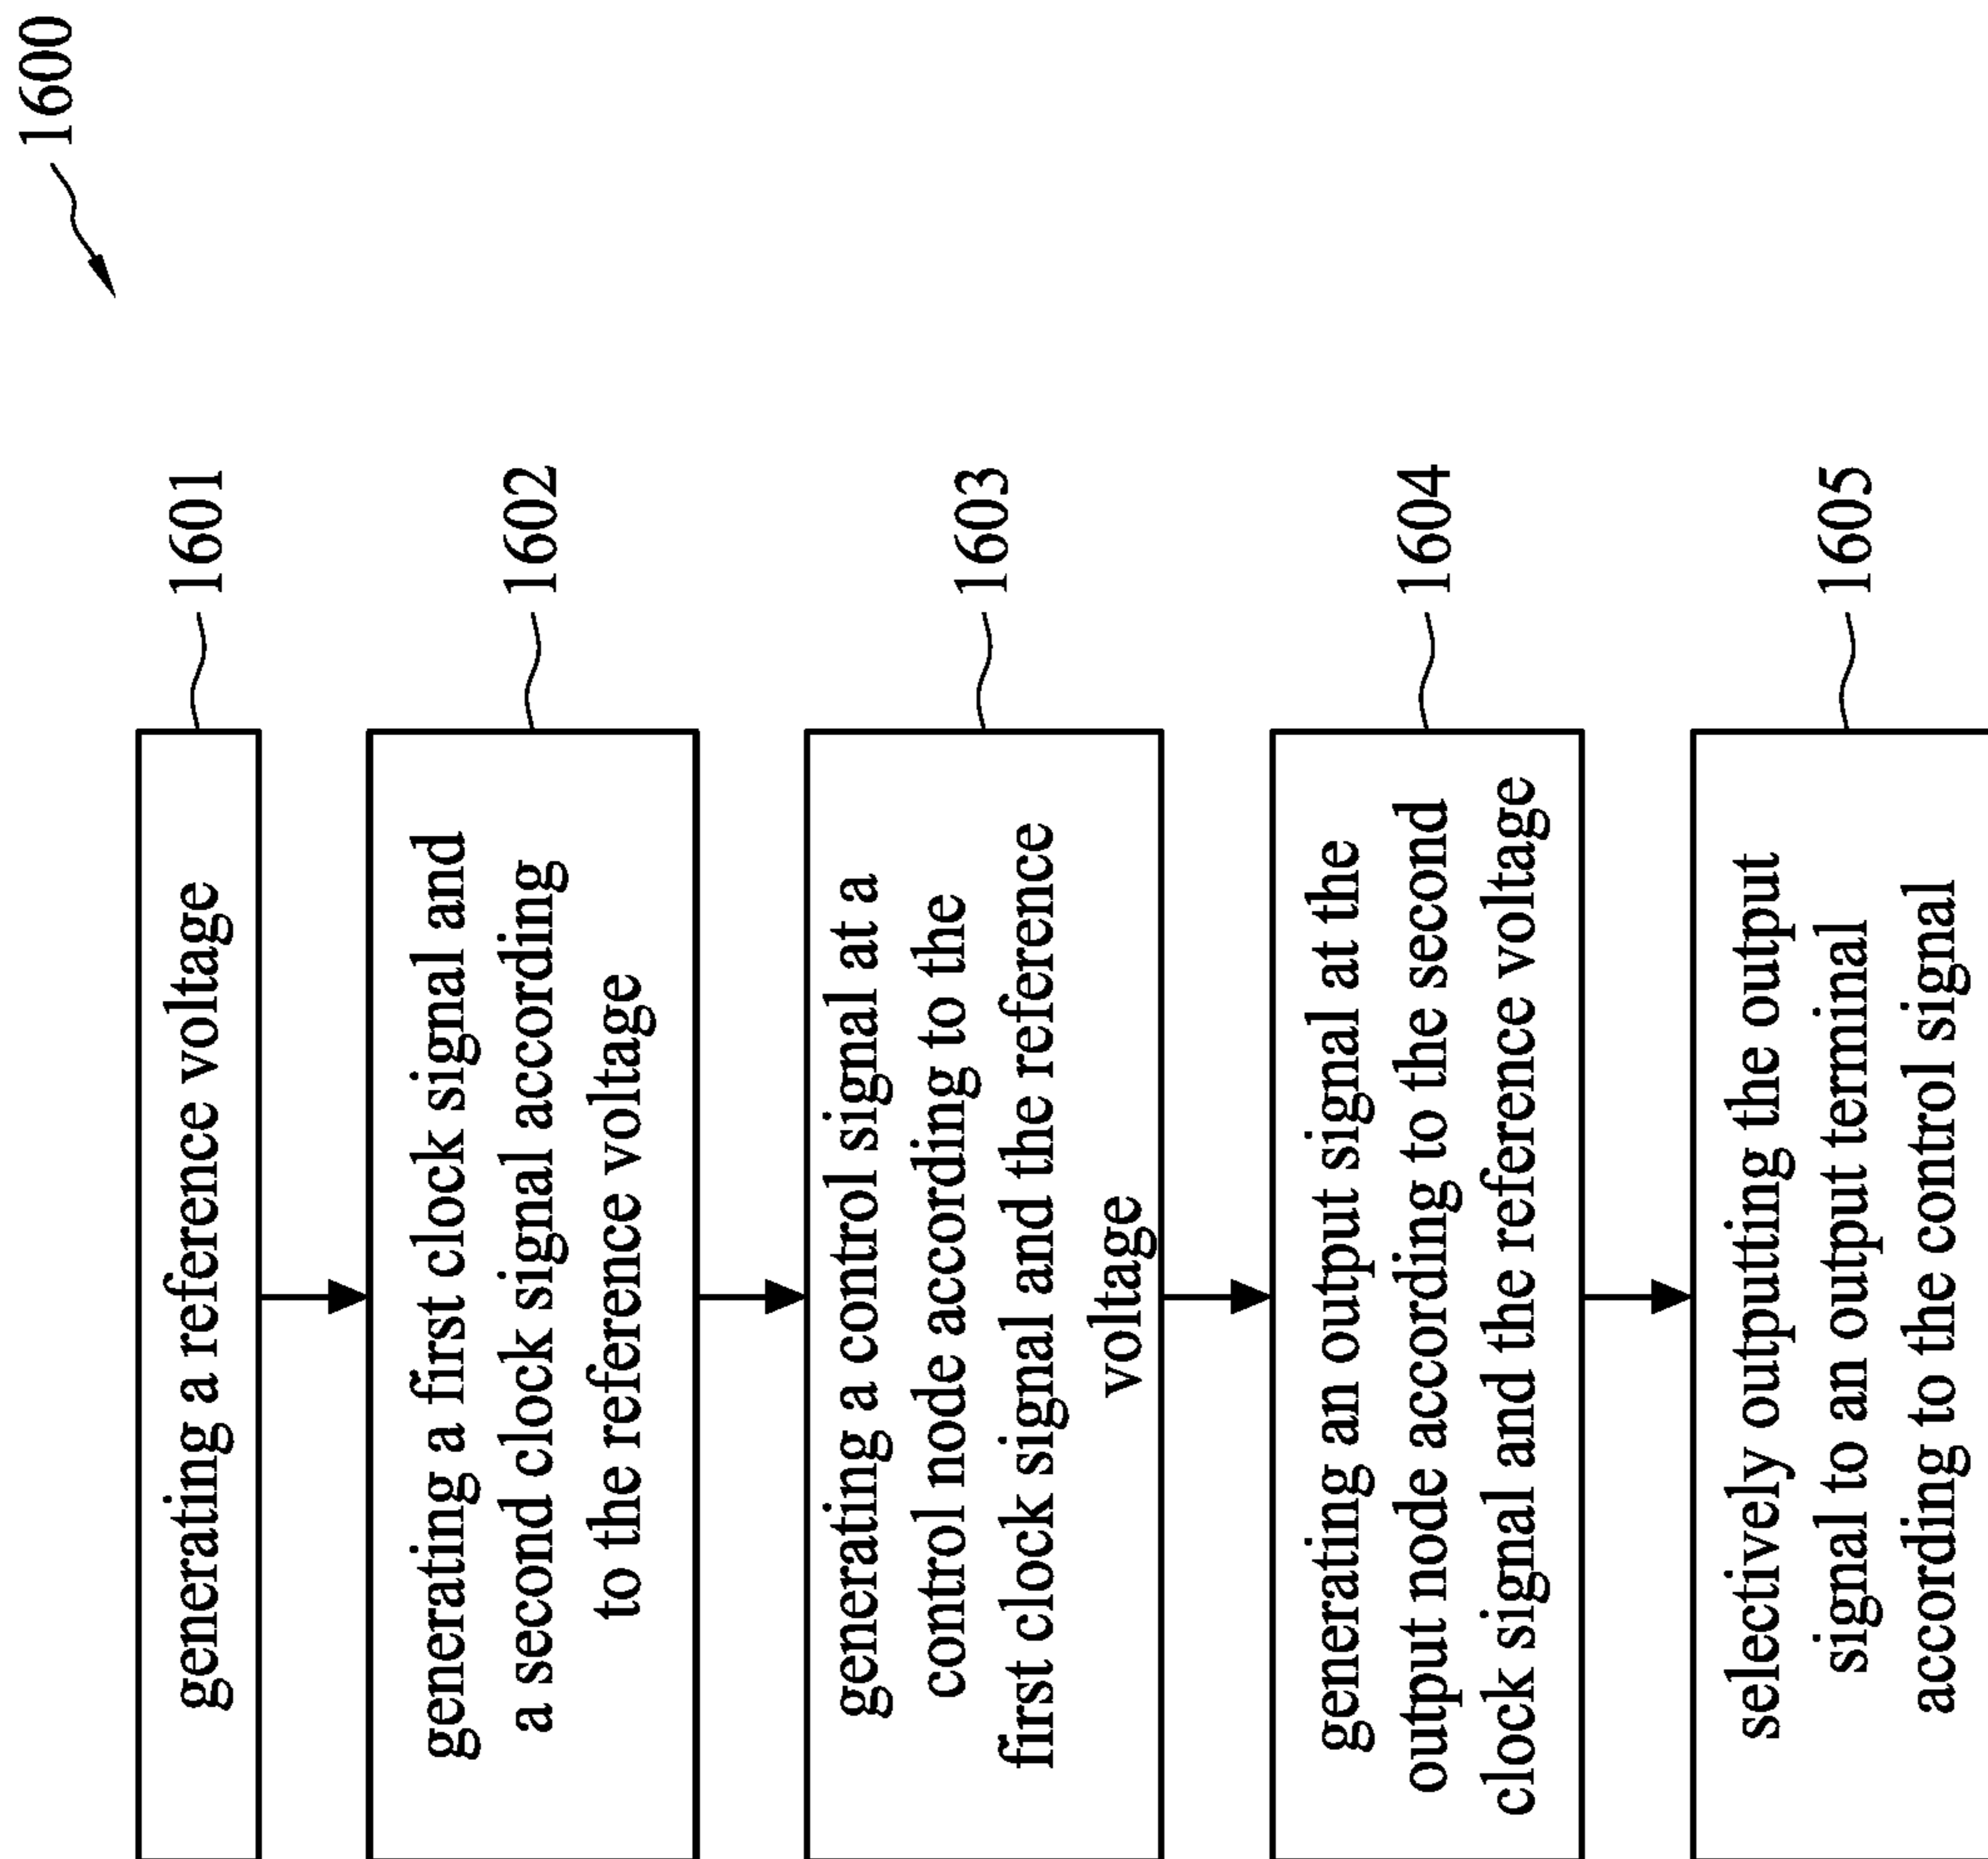 1600
generating a reference voltage
1601
generating a first clock signal and
a second clock signal according
to the reference voltage
1602
generating a control signal at a
control node according to the
first clock signal and the reference
voltage
1603
generating an output signal at the
output node according to the second
clock signal and the reference voltage
1604
selectively outputting the output
signal to an output terminal
according to the control signal
1605